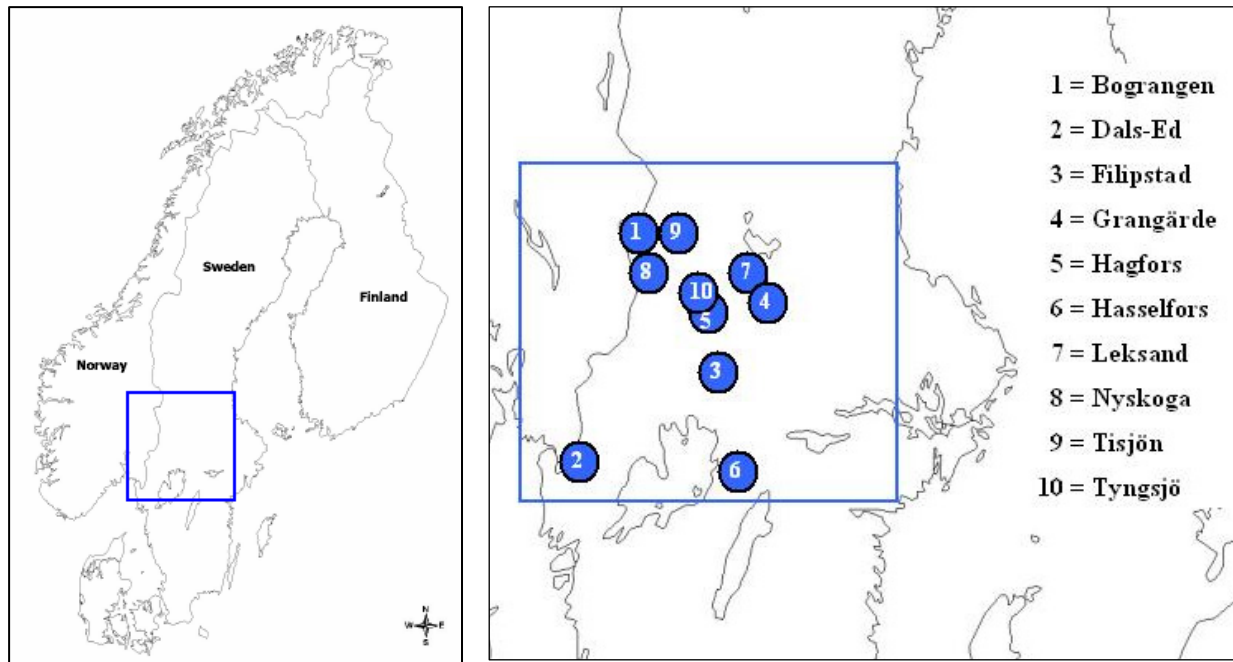 Sweden
Finland
Norway
N
W E
S
1 = Bograngen
2 = Dals-Ed
3 = Filipstad
4 = Grangärde
5 = Hagfors
6 = Hasselfors
7 = Leksand
8 = Nyskoga
9 = Tisjön
10 = Tyngsjö
1 9
8 7
10 4
5
3
2 6